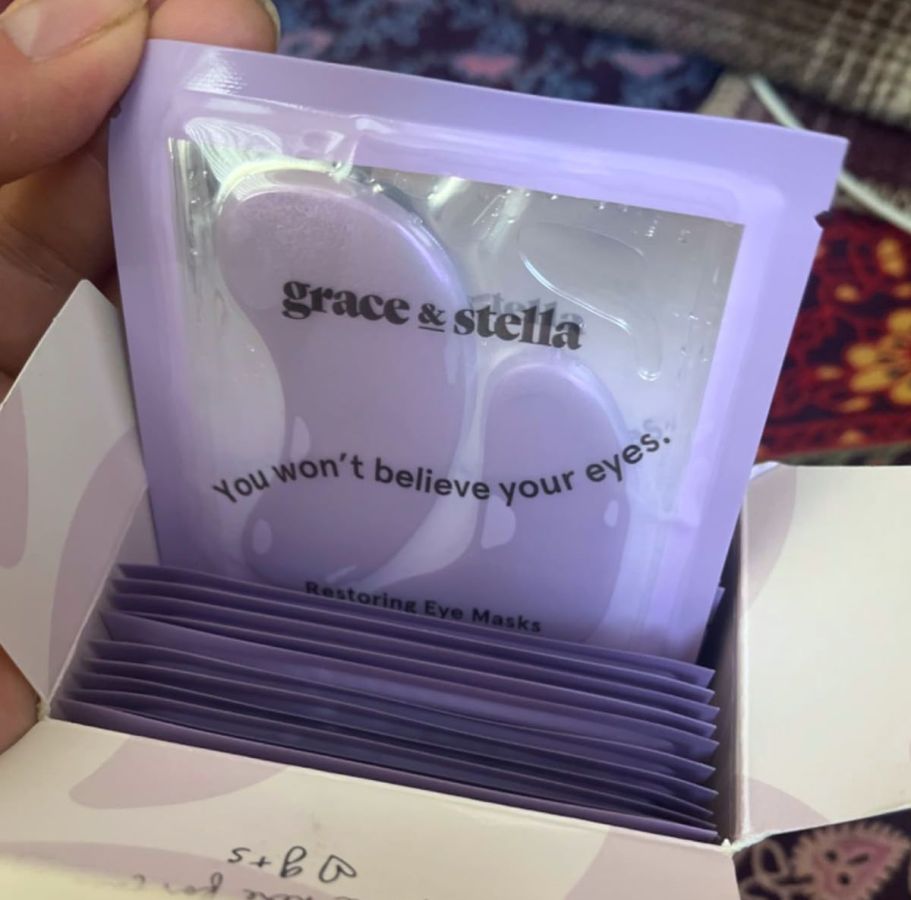 grace & stella
You won't believe your eyes.
Restoring Eye Masks
g+s